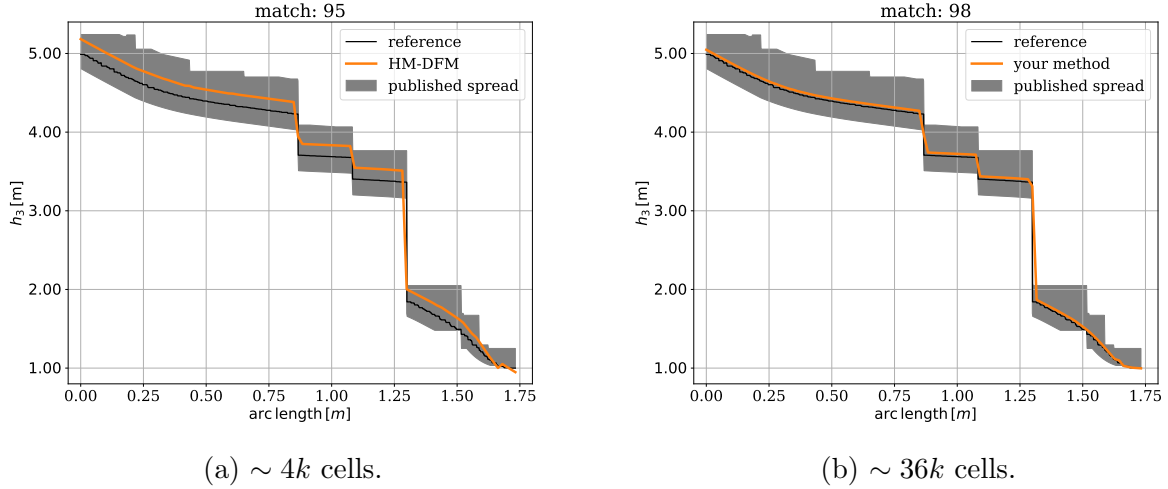 match: 95
reference
HM-DFM
published spread
5.00
4.00
3.00
2.00
1.00
h₃ [m]
0.00 0.25 0.50 0.75 1.00 1.25 1.50 1.75
arc length [m]
(a) ∼ 4k cells.
match: 98
reference
your method
published spread
5.00
4.00
3.00
2.00
1.00
h₃ [m]
0.00 0.25 0.50 0.75 1.00 1.25 1.50 1.75
arc length [m]
(b) ∼ 36k cells.